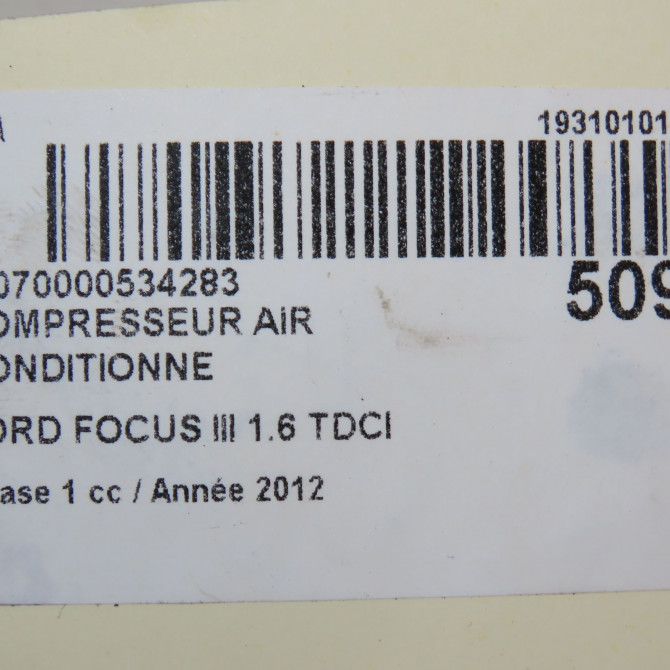 19310101
070000534283
509
OMPRESSEUR AIR
ONDITIONNE
ORD FOCUS III 1.6 TDCI
ase 1 cc / Année 2012